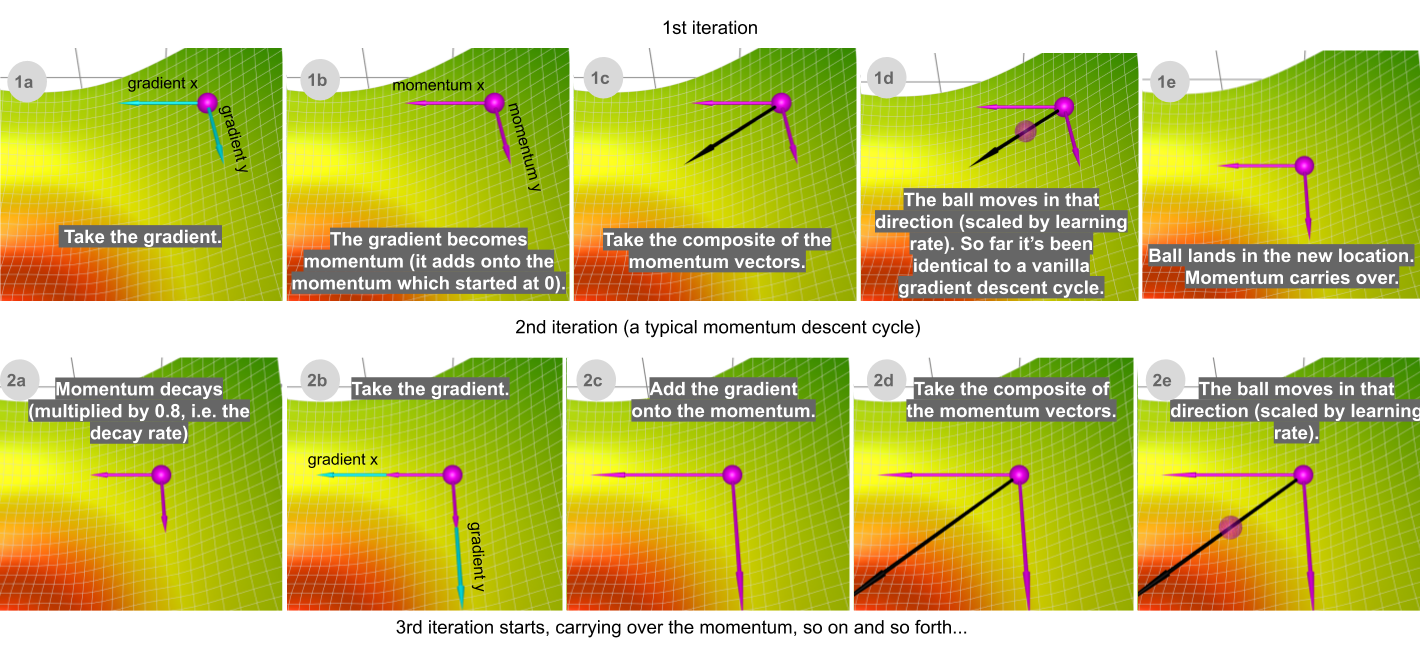 1st iteration
1a
gradient x
gradient y
Take the gradient.
1b
momentum x
momentum y
The gradient becomes
momentum (it adds onto the
momentum which started at 0).
1c
Take the composite of the
momentum vectors.
1d
The ball moves in that
direction (scaled by learning
rate). So far it’s been
identical to a vanilla
gradient descent cycle.
1e
Ball lands in the new location.
Momentum carries over.
2nd iteration (a typical momentum descent cycle)
2a
Momentum decays
(multiplied by 0.8, i.e. the
decay rate)
2b
Take the gradient.
gradient x
gradient y
2c
Add the gradient
onto the momentum.
2d
Take the composite of
the momentum vectors.
2e
The ball moves in that
direction (scaled by learning
rate).
3rd iteration starts, carrying over the momentum, so on and so forth...